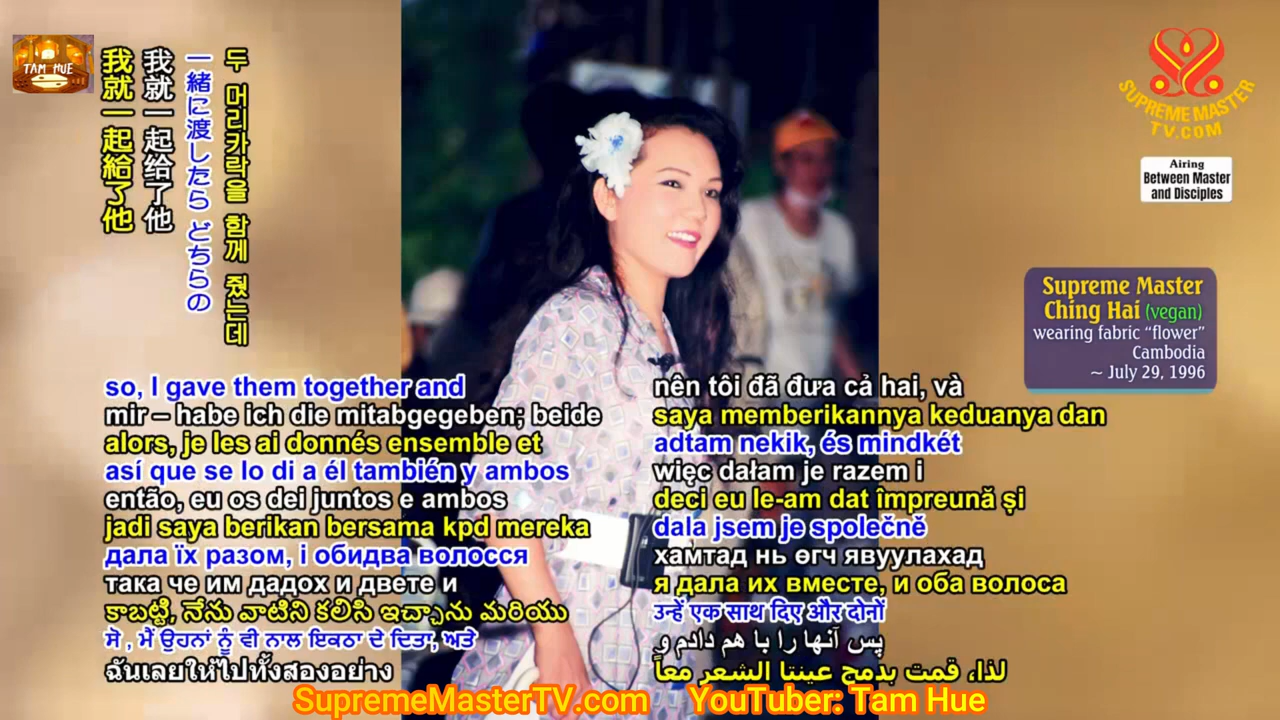 TAM HUE
我就一起給了他
我就一起给了他
一緒に渡したら どちらの
두 머리카락을 함께 줬는데
SUPREME MASTER
TV.COM
Airing
Between Master
and Disciples
Supreme Master
Ching Hai (vegan)
wearing fabric “flower”
Cambodia
~ July 29, 1996
so, I gave them together and
mir – habe ich die mitabgegeben; beide
alors, je les ai donnés ensemble et
así que se lo di a él también y ambos
então, eu os dei juntos e ambos
jadi saya berikan bersama kpd mereka
дала їх разом, і обидва волосся
така че им дадох и двете и
కాబట్టి, నేను వాటిని కలిసి ఇచ్చాను మరియు
ਸੋ , ਮੈਂ ਉਹਨਾਂ ਨੂੰ ਵੀ ਨਾਲ ਇਕਠਾ ਦੇ ਦਿਤਾ, ਅਤੇ
ฉันเลยให้ไปทั้งสองอย่าง
nên tôi đã đưa cả hai, và
saya memberikannya keduanya dan
adtam nekik, és mindkét
więc dałam je razem i
deci eu le-am dat împreună și
dala jsem je společně
хамтад нь өгч явуулахад
я дала их вместе, и оба волоса
उन्हें एक साथ दिए और दोनों
پس آنها را با هم دادم و
لذا، قمت بدمج عينتا الشعر معاً
SupremeMasterTV.com YouTuber: Tam Hue